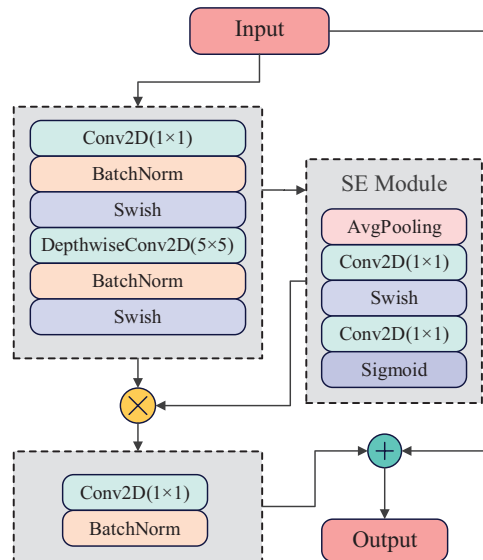 Input
Conv2D(1×1)
BatchNorm
Swish
DepthwiseConv2D(5×5)
BatchNorm
Swish
SE Module
AvgPooling
Conv2D(1×1)
Swish
Conv2D(1×1)
Sigmoid
Conv2D(1×1)
BatchNorm
Output